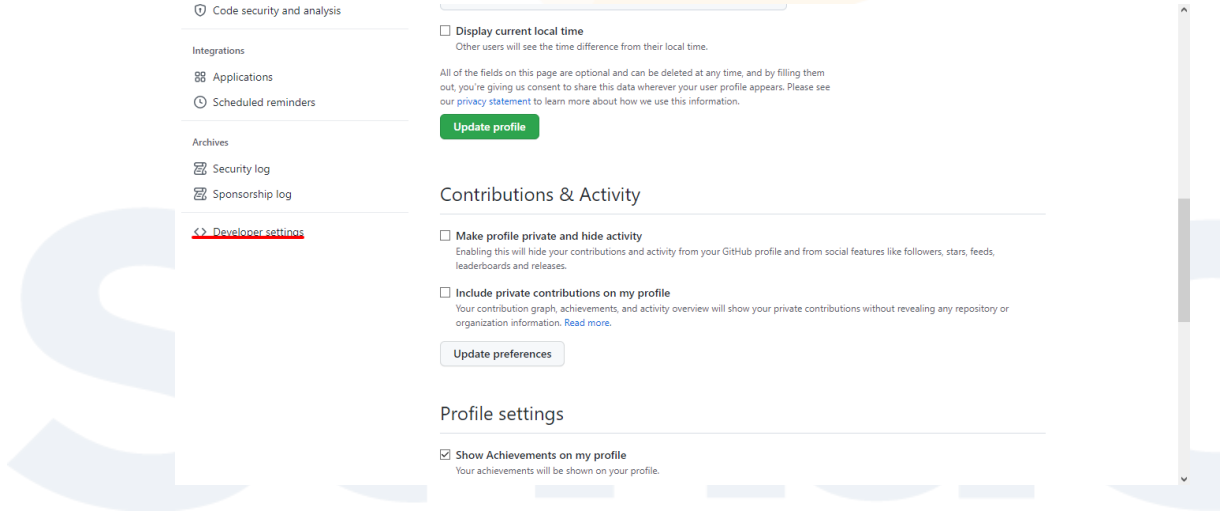 Code security and analysis
Integrations
Applications
Scheduled reminders
Archives
Security log
Sponsorship log
Developer settings
Display current local time
Other users will see the time difference from their local time.
All of the fields on this page are optional and can be deleted at any time, and by filling them
out, you're giving us consent to share this data wherever your user profile appears. Please see
our privacy statement to learn more about how we use this information.
Update profile
Contributions & Activity
Make profile private and hide activity
Enabling this will hide your contributions and activity from your GitHub profile and from social features like followers, stars, feeds,
leaderboards and releases.
Include private contributions on my profile
Your contribution graph, achievements, and activity overview will show your private contributions without revealing any repository or
organization information. Read more.
Update preferences
Profile settings
Show Achievements on my profile
Your achievements will be shown on your profile.